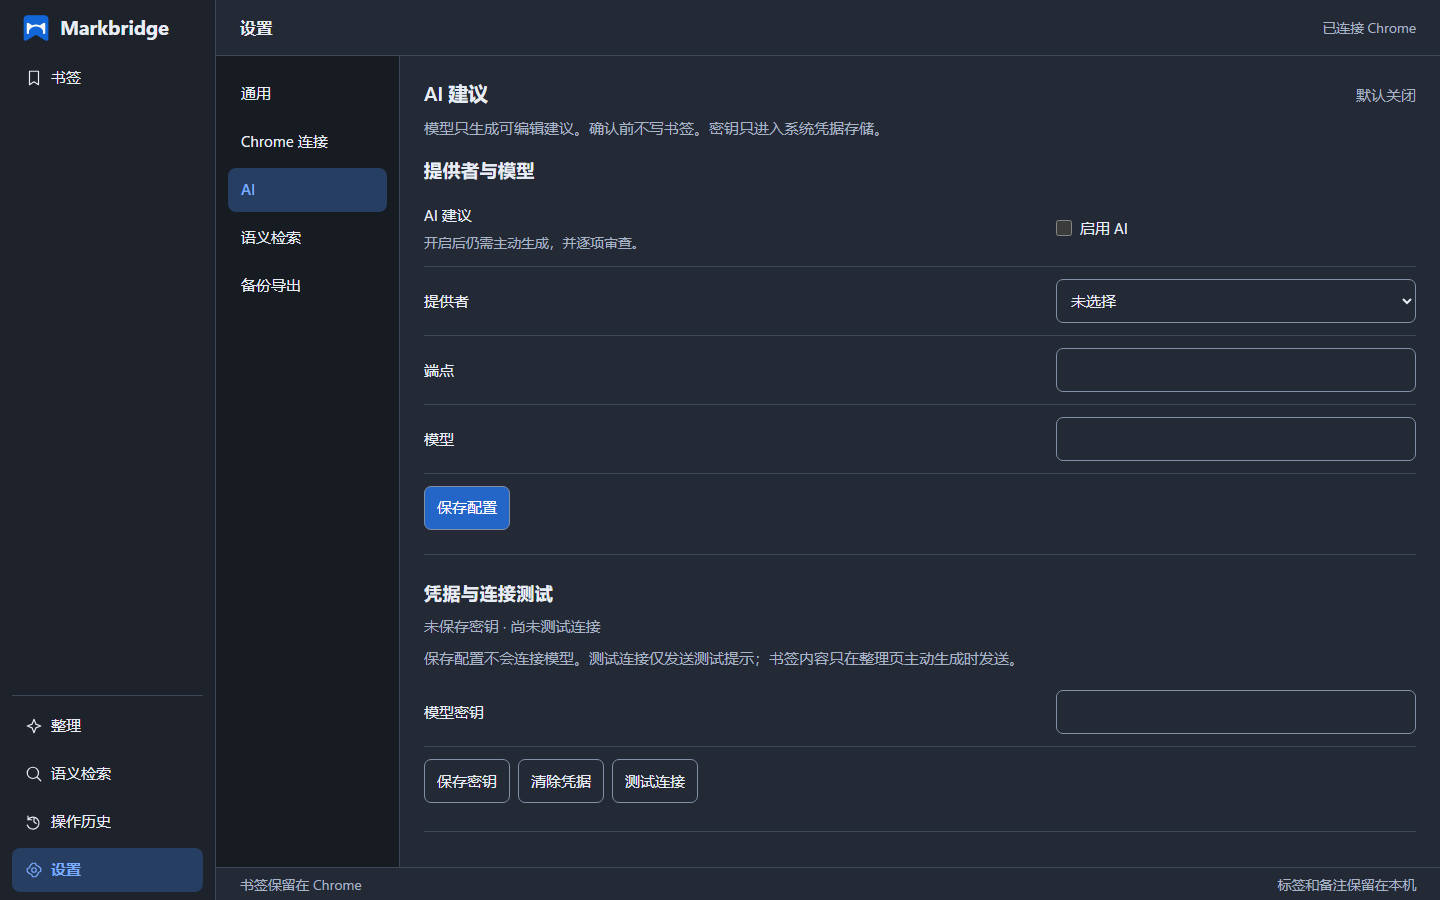 Markbridge
书签
整理
语义检索
操作历史
设置
设置
已连接 Chrome
通用
Chrome 连接
AI
语义检索
备份导出
AI 建议
默认关闭
模型只生成可编辑建议。确认前不写书签。密钥只进入系统凭据存储。
提供者与模型
AI 建议
开启后仍需主动生成，并逐项审查。
启用 AI
提供者
未选择
端点
模型
保存配置
凭据与连接测试
未保存密钥 · 尚未测试连接
保存配置不会连接模型。测试连接仅发送测试提示；书签内容只在整理页主动生成时发送。
模型密钥
保存密钥
清除凭据
测试连接
书签保留在 Chrome
标签和备注保留在本机